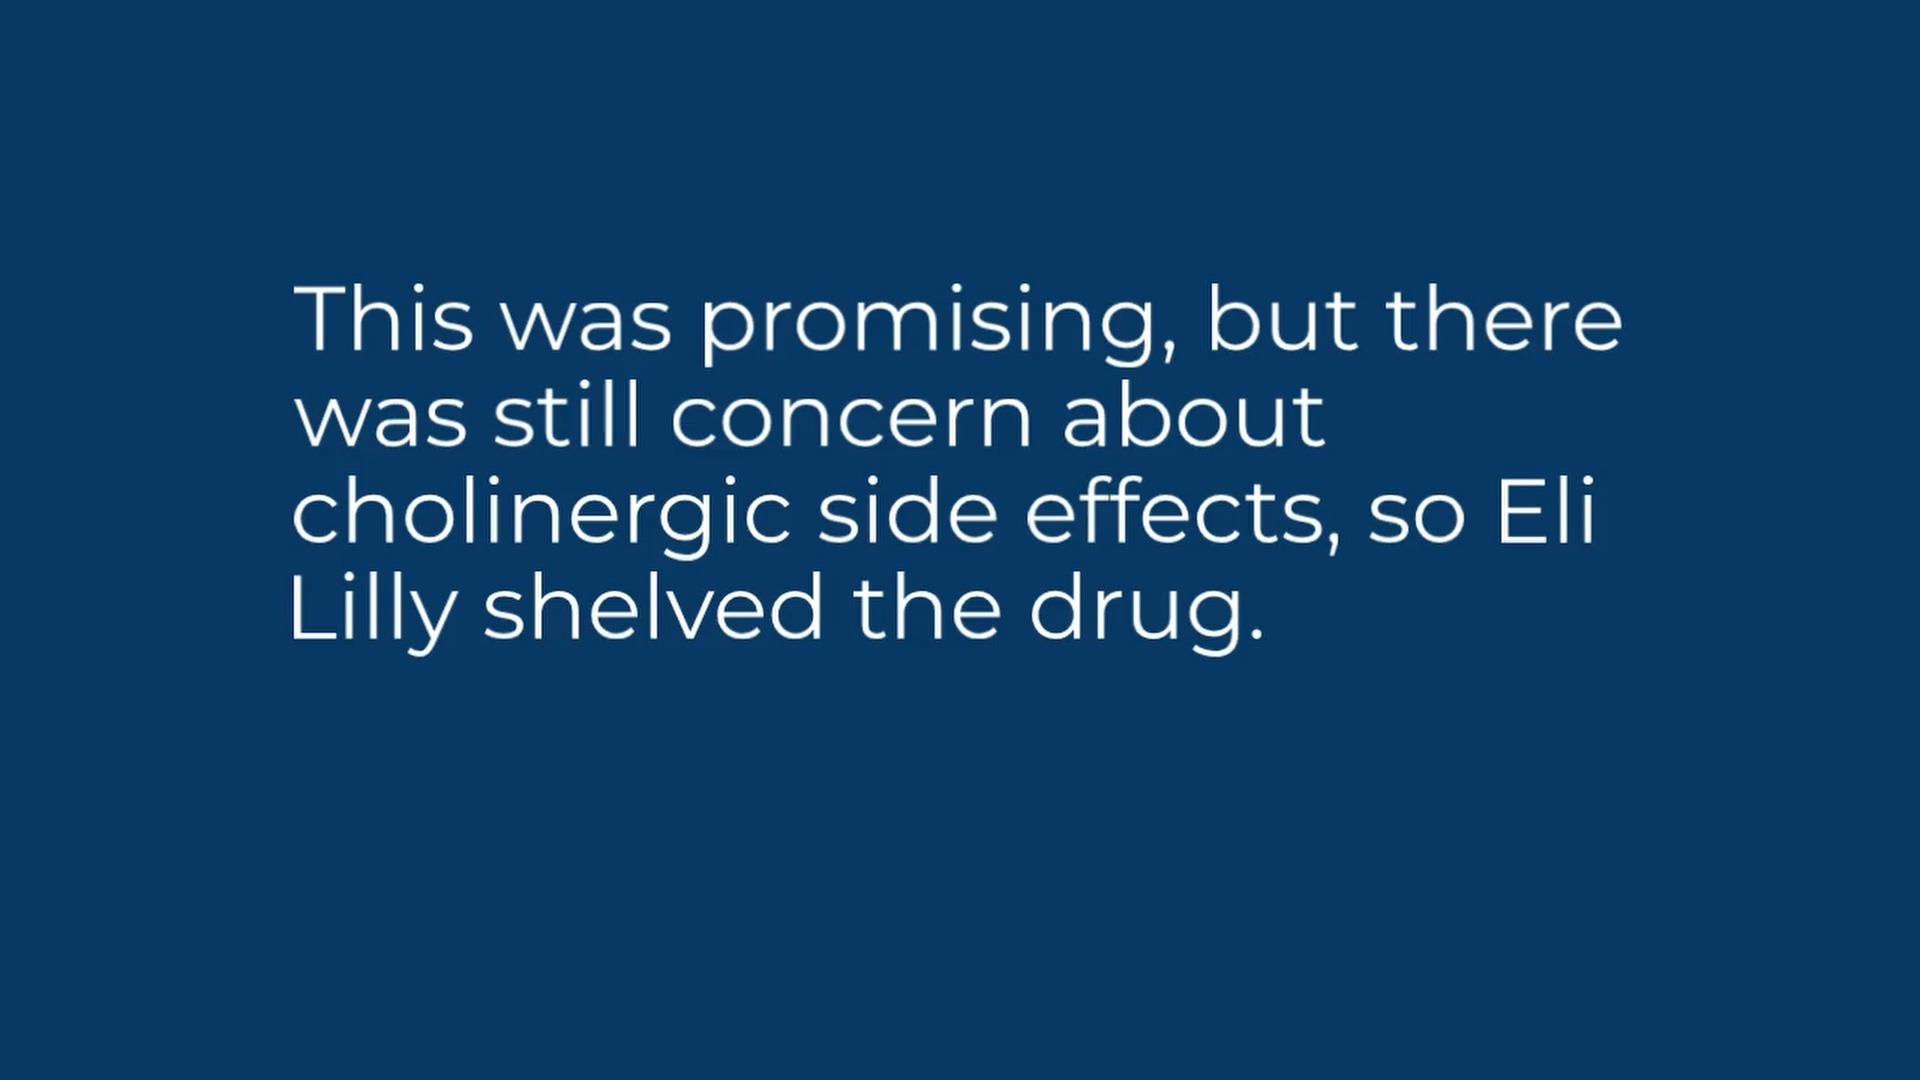 This was promising, but there
was still concern about
cholinergic side effects, so Eli
Lilly shelved the drug.